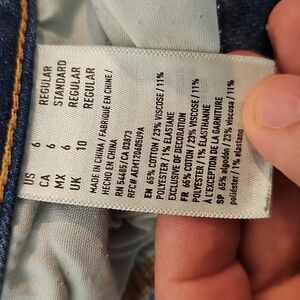 US 6 REGULAR
CA 6 STANDARD
MX 6 REGULAR
UK 10 REGULAR
MADE IN CHINA / FABRIQUÉ EN CHINE /
HECHO EN CHINA
RN 54485/CA 03973
RFC# AEM1206405U9A
EN 65% COTTON / 23% VISCOSE / 11%
POLYESTER / 1% ELASTANE
EXCLUSIVE OF DECORATION
FR 65% COTON / 23% VISCOSE / 11%
POLYESTER / 1% ÉLASTHANNE
À L'EXCEPTION DE LA GARNITURE
SP 65% algodón / 23% viscosa / 11%
poliéster / 1% elastano